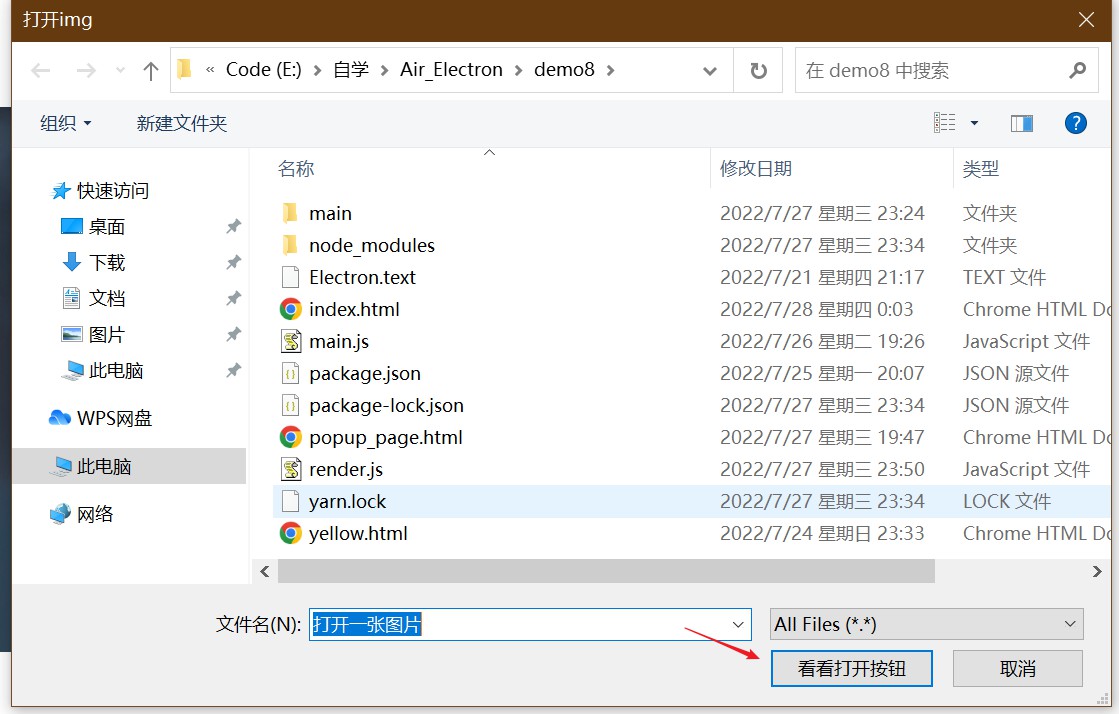 打开img
« Code (E:) › 自学 › Air_Electron › demo8 ›
在 demo8 中搜索
组织
新建文件夹
名称 修改日期 类型
快速访问
桌面
下载
文档
图片
此电脑
WPS网盘
此电脑
网络
main 2022/7/27 星期三 23:24 文件夹
node_modules 2022/7/27 星期三 23:34 文件夹
Electron.text 2022/7/21 星期四 21:17 TEXT 文件
index.html 2022/7/28 星期四 0:03 Chrome HTML Do
main.js 2022/7/26 星期二 19:26 JavaScript 文件
package.json 2022/7/25 星期一 20:07 JSON 源文件
package-lock.json 2022/7/27 星期三 23:34 JSON 源文件
popup_page.html 2022/7/27 星期三 19:47 Chrome HTML Do
render.js 2022/7/27 星期三 23:50 JavaScript 文件
yarn.lock 2022/7/27 星期三 23:34 LOCK 文件
yellow.html 2022/7/24 星期日 23:33 Chrome HTML Do
文件名(N): 打开一张图片 All Files (*.*)
看看打开按钮 取消